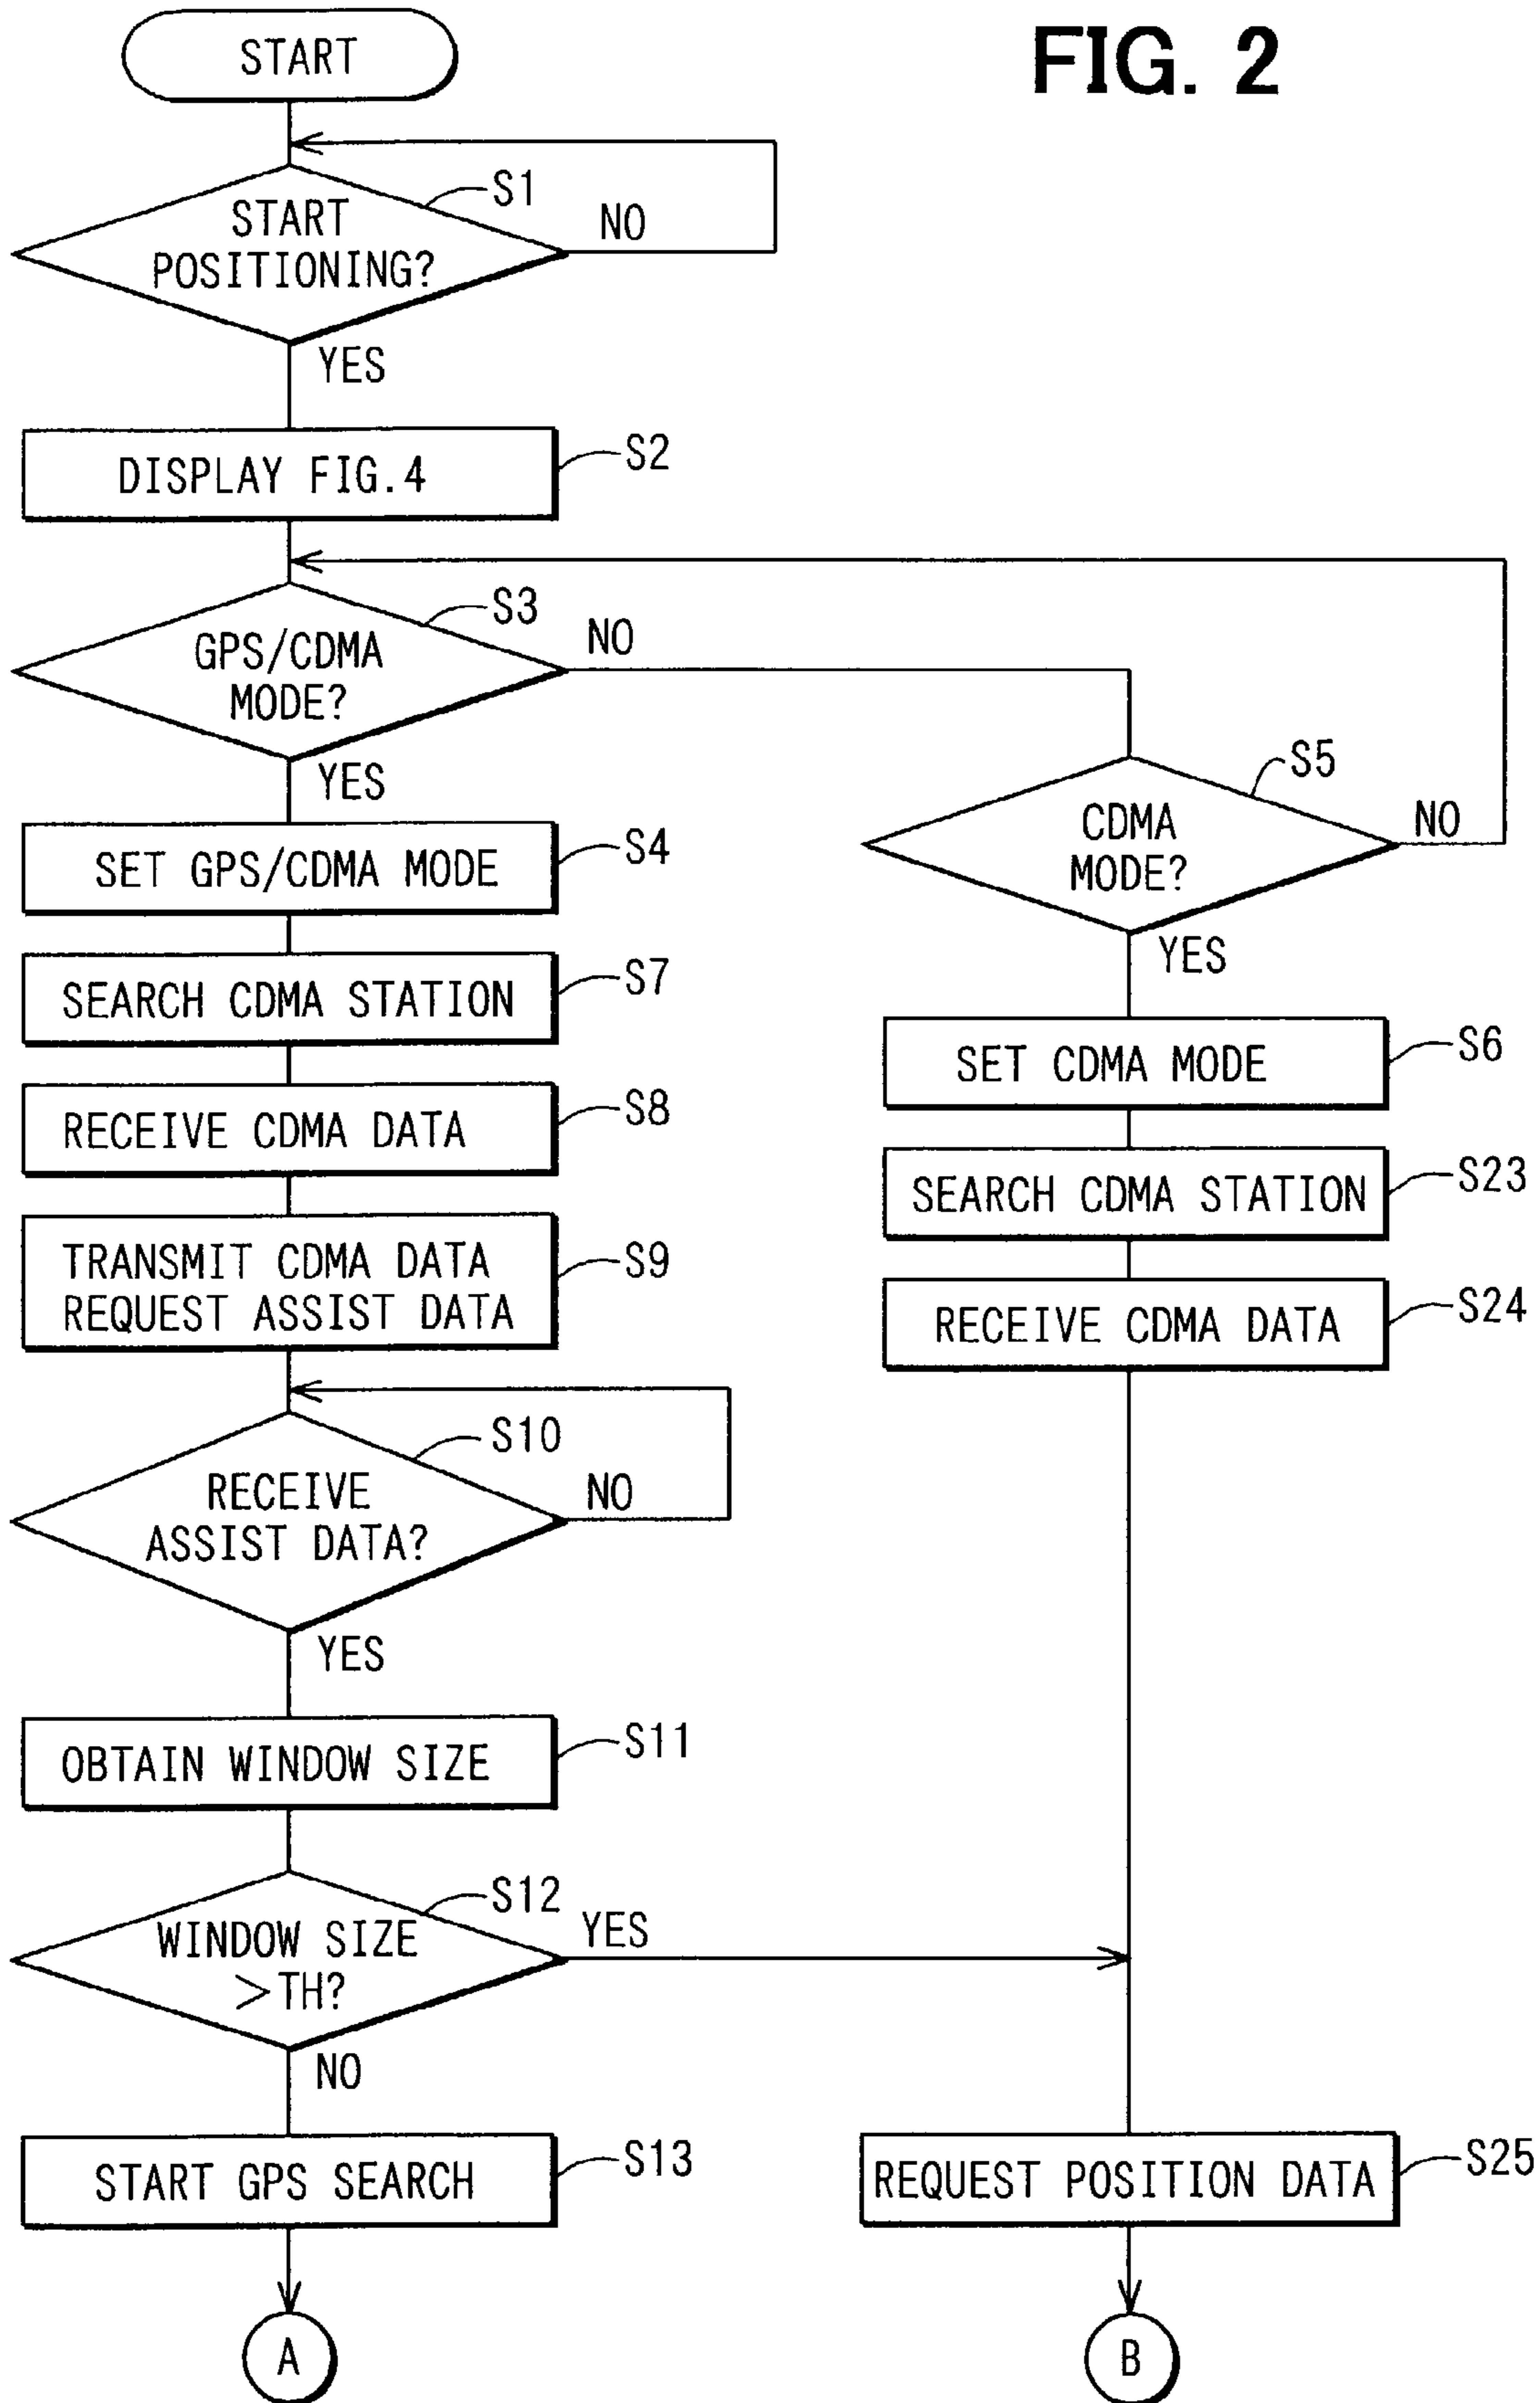 FIG. 2
START
S1
START
POSITIONING?
NO
YES
DISPLAY FIG.4
S2
S3
GPS/CDMA
MODE?
NO
YES
S5
CDMA
MODE?
NO
YES
SET GPS/CDMA MODE
S4
SEARCH CDMA STATION
S7
RECEIVE CDMA DATA
S8
TRANSMIT CDMA DATA
REQUEST ASSIST DATA
S9
SET CDMA MODE
S6
SEARCH CDMA STATION
S23
RECEIVE CDMA DATA
S24
S10
RECEIVE
ASSIST DATA?
NO
YES
OBTAIN WINDOW SIZE
S11
S12
WINDOW SIZE
>TH?
YES
NO
START GPS SEARCH
S13
REQUEST POSITION DATA
S25
A
B